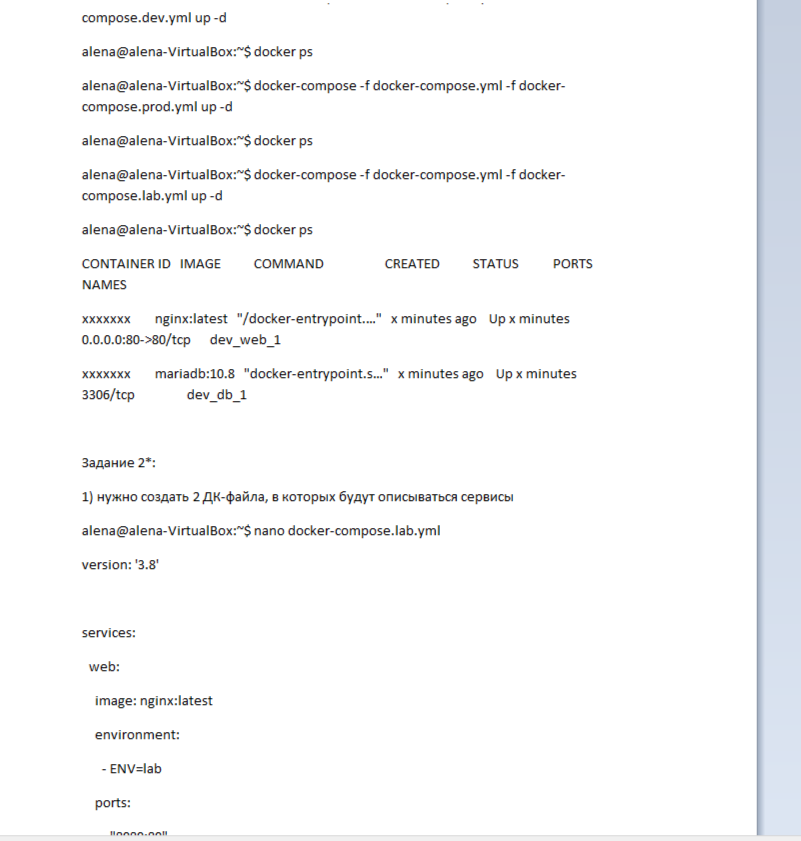 compose.dev.yml up -d
alena@alena-VirtualBox:~$ docker ps
alena@alena-VirtualBox:~$ docker-compose -f docker-compose.yml -f docker-
compose.prod.yml up -d
alena@alena-VirtualBox:~$ docker ps
alena@alena-VirtualBox:~$ docker-compose -f docker-compose.yml -f docker-
compose.lab.yml up -d
alena@alena-VirtualBox:~$ docker ps
CONTAINER ID IMAGE COMMAND CREATED STATUS PORTS
NAMES
xxxxxxx nginx:latest "/docker-entrypoint.…" x minutes ago Up x minutes
0.0.0.0:80->80/tcp dev_web_1
xxxxxxx mariadb:10.8 "docker-entrypoint.s…" x minutes ago Up x minutes
3306/tcp dev_db_1
Задание 2*:
1) нужно создать 2 ДК-файла, в которых будут описываться сервисы
alena@alena-VirtualBox:~$ nano docker-compose.lab.yml
version: '3.8'
services:
web:
image: nginx:latest
environment:
- ENV=lab
ports: